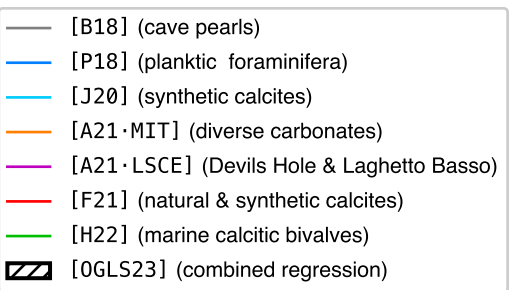 [B18] (cave pearls)
[P18] (planktic foraminifera)
[J20] (synthetic calcites)
[A21·MIT] (diverse carbonates)
[A21·LSCE] (Devils Hole & Laghetto Basso)
[F21] (natural & synthetic calcites)
[H22] (marine calcitic bivalves)
[OGLS23] (combined regression)